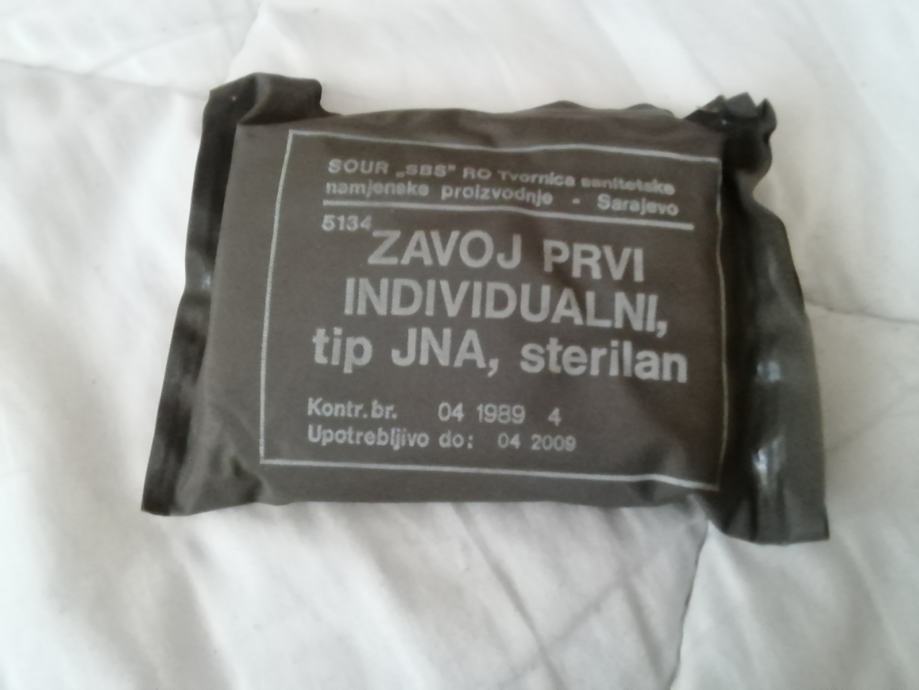 SOUR „SBS" RO Tvornica sanitetske
namjenske proizvodnje - Sarajevo
5134
ZAVOJ PRVI
INDIVIDUALNI,
tip JNA, sterilan
Kontr. br. 04 1989 4
Upotrebljivo do: 04 2009